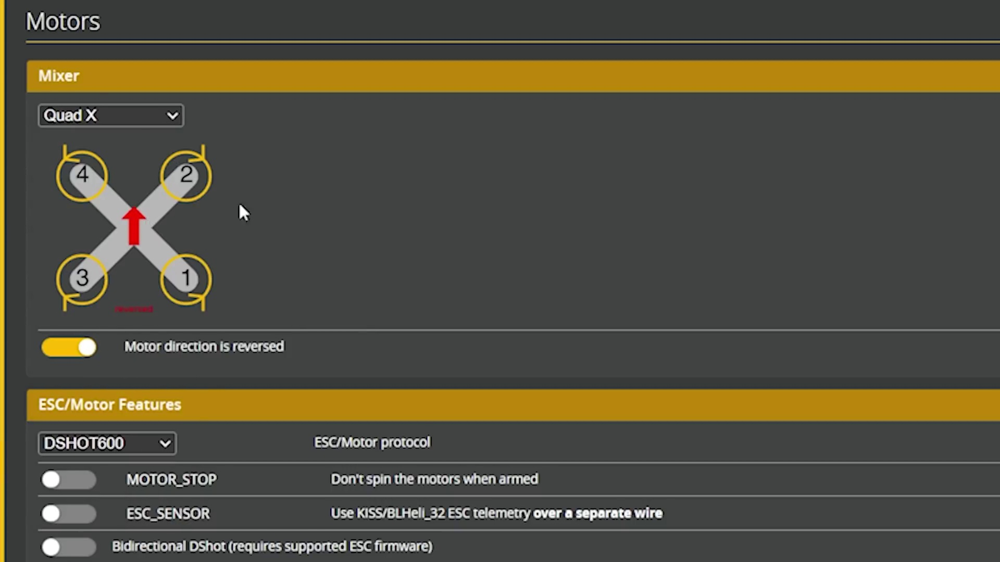 Motors
Mixer
Quad X
4 2
3 1
reversed
Motor direction is reversed
ESC/Motor Features
DSHOT600 ESC/Motor protocol
MOTOR_STOP Don't spin the motors when armed
ESC_SENSOR Use KISS/BLHeli_32 ESC telemetry over a separate wire
Bidirectional DShot (requires supported ESC firmware)